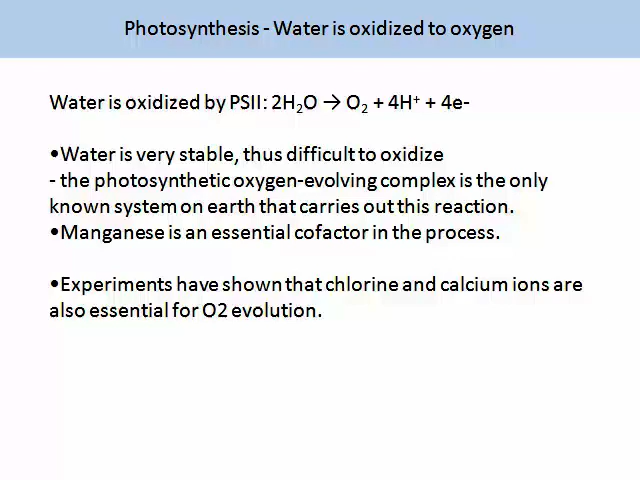 Photosynthesis - Water is oxidized to oxygen
Water is oxidized by PSII: 2H₂O → O₂ + 4H⁺ + 4e-
•Water is very stable, thus difficult to oxidize
- the photosynthetic oxygen-evolving complex is the only
known system on earth that carries out this reaction.
•Manganese is an essential cofactor in the process.
•Experiments have shown that chlorine and calcium ions are
also essential for O2 evolution.